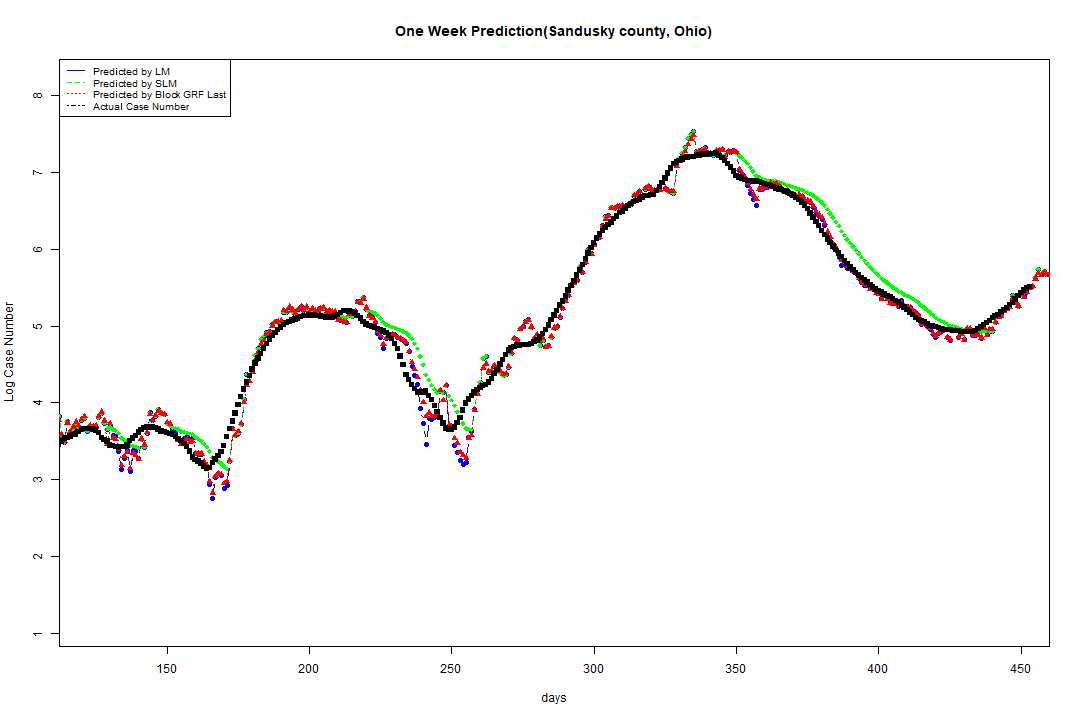 One Week Prediction(Sandusky county, Ohio)
Predicted by LM
Predicted by SLM
Predicted by Block GRF Last
Actual Case Number
Log Case Number
8
7
6
5
4
3
2
1
150 200 250 300 350 400 450
days